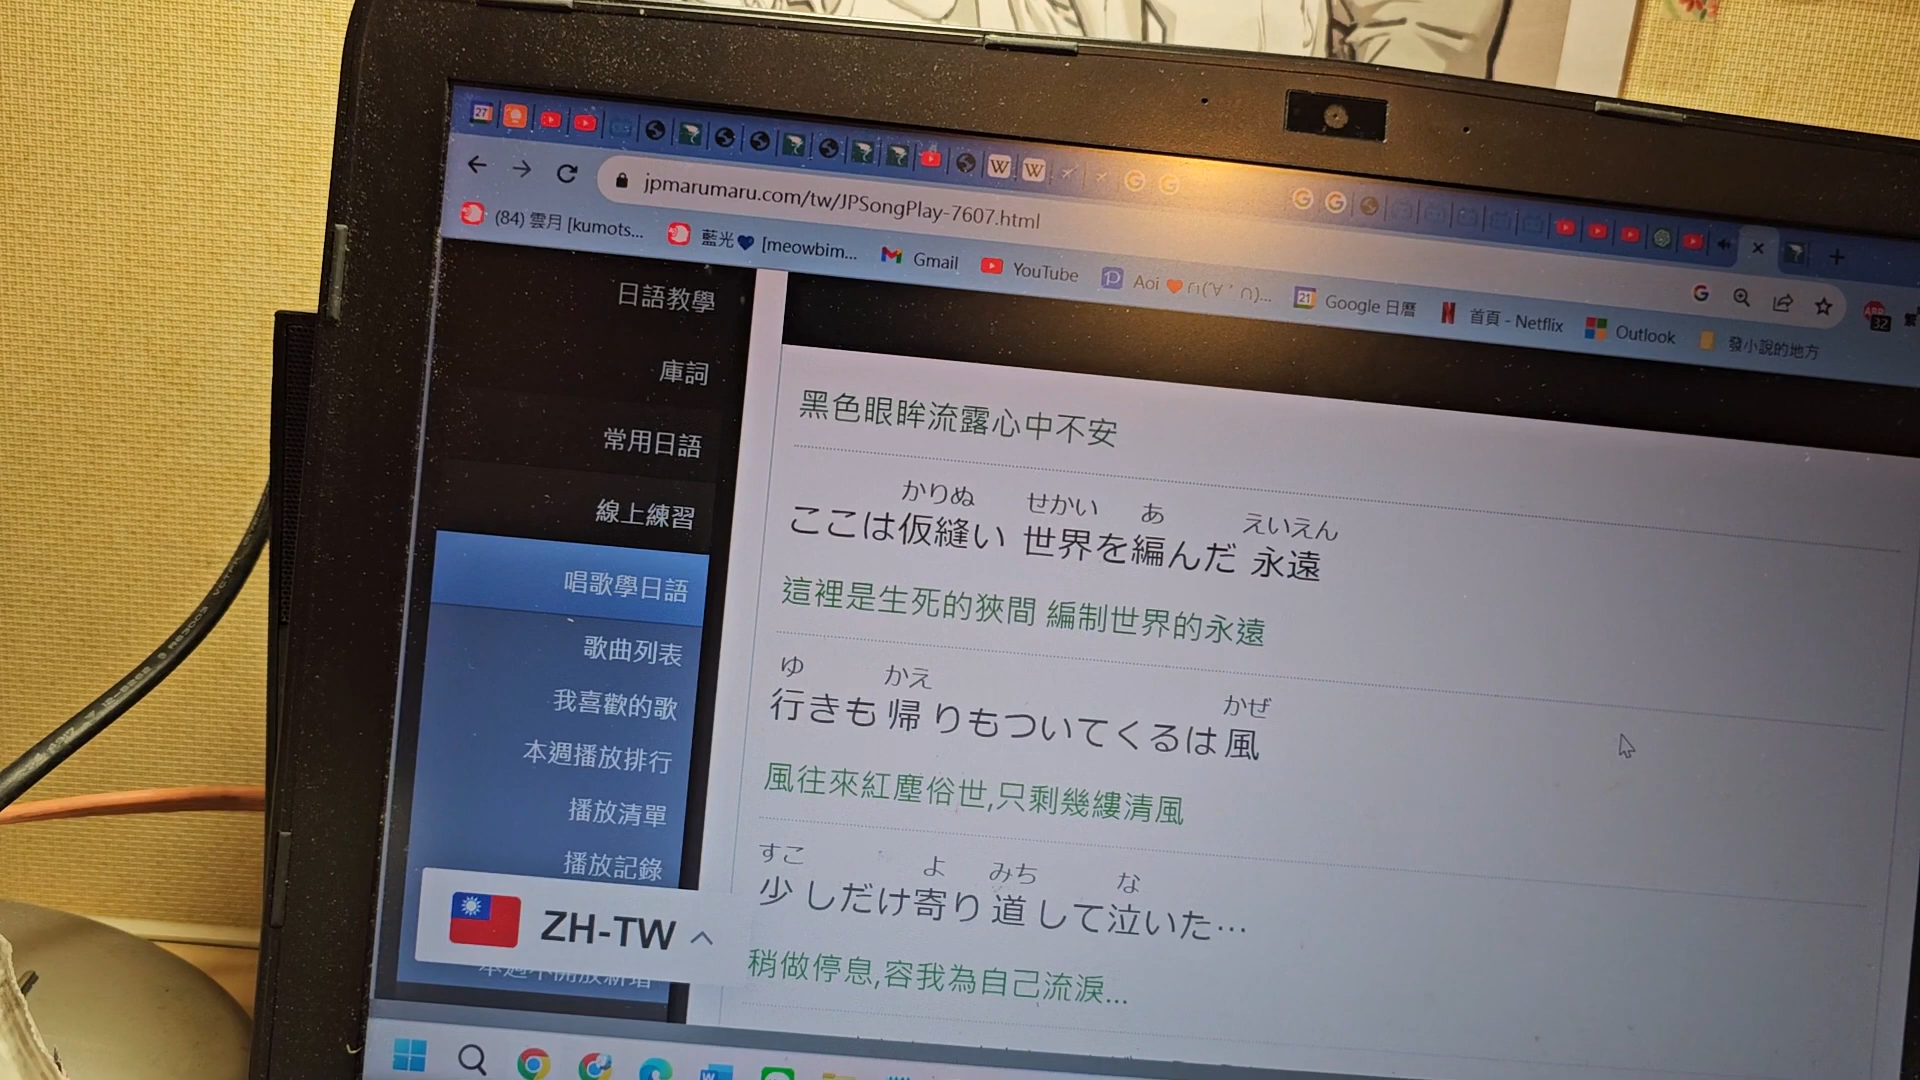 jpmarumaru.com/tw/JPSongPlay-7607.html
(84) 雲月 [kumots...
藍光💙 [meowbim...
Gmail
YouTube
Google 日曆
首頁 - Netflix
Outlook
發小說的地方
日語教學
庫詞
常用日語
線上練習
唱歌學日語
歌曲列表
我喜歡的歌
本週播放排行
播放清單
播放記錄
ZH-TW
黑色眼眸流露心中不安
かりぬ せかい あ えいえん
ここは仮縫い 世界を編んだ 永遠
這裡是生死的狹間 編制世界的永遠
ゆ かえ かぜ
行きも帰りもついてくるは風
風往來紅塵俗世,只剩幾縷清風
すこ よ みち な
少しだけ寄り道して泣いた…
稍做停息,容我為自己流淚...